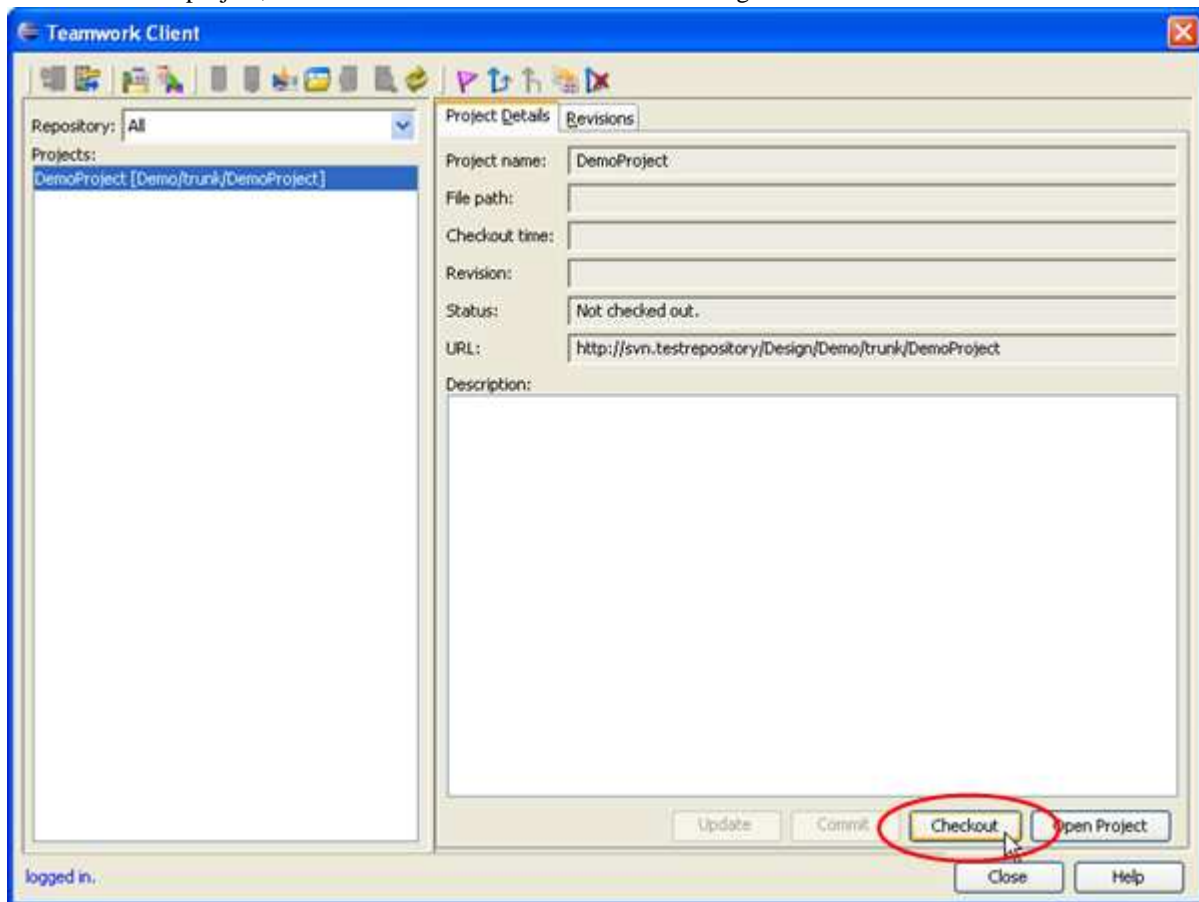 Teamwork Client
Repository: All
Projects:
DemoProject [Demo/trunk/DemoProject]
Project Details
Revisions
Project name: DemoProject
File path:
Checkout time:
Revision:
Status: Not checked out.
URL: http://svn.testrepository/Design/Demo/trunk/DemoProject
Description:
Update Commit Checkout Open Project
logged in. Close Help